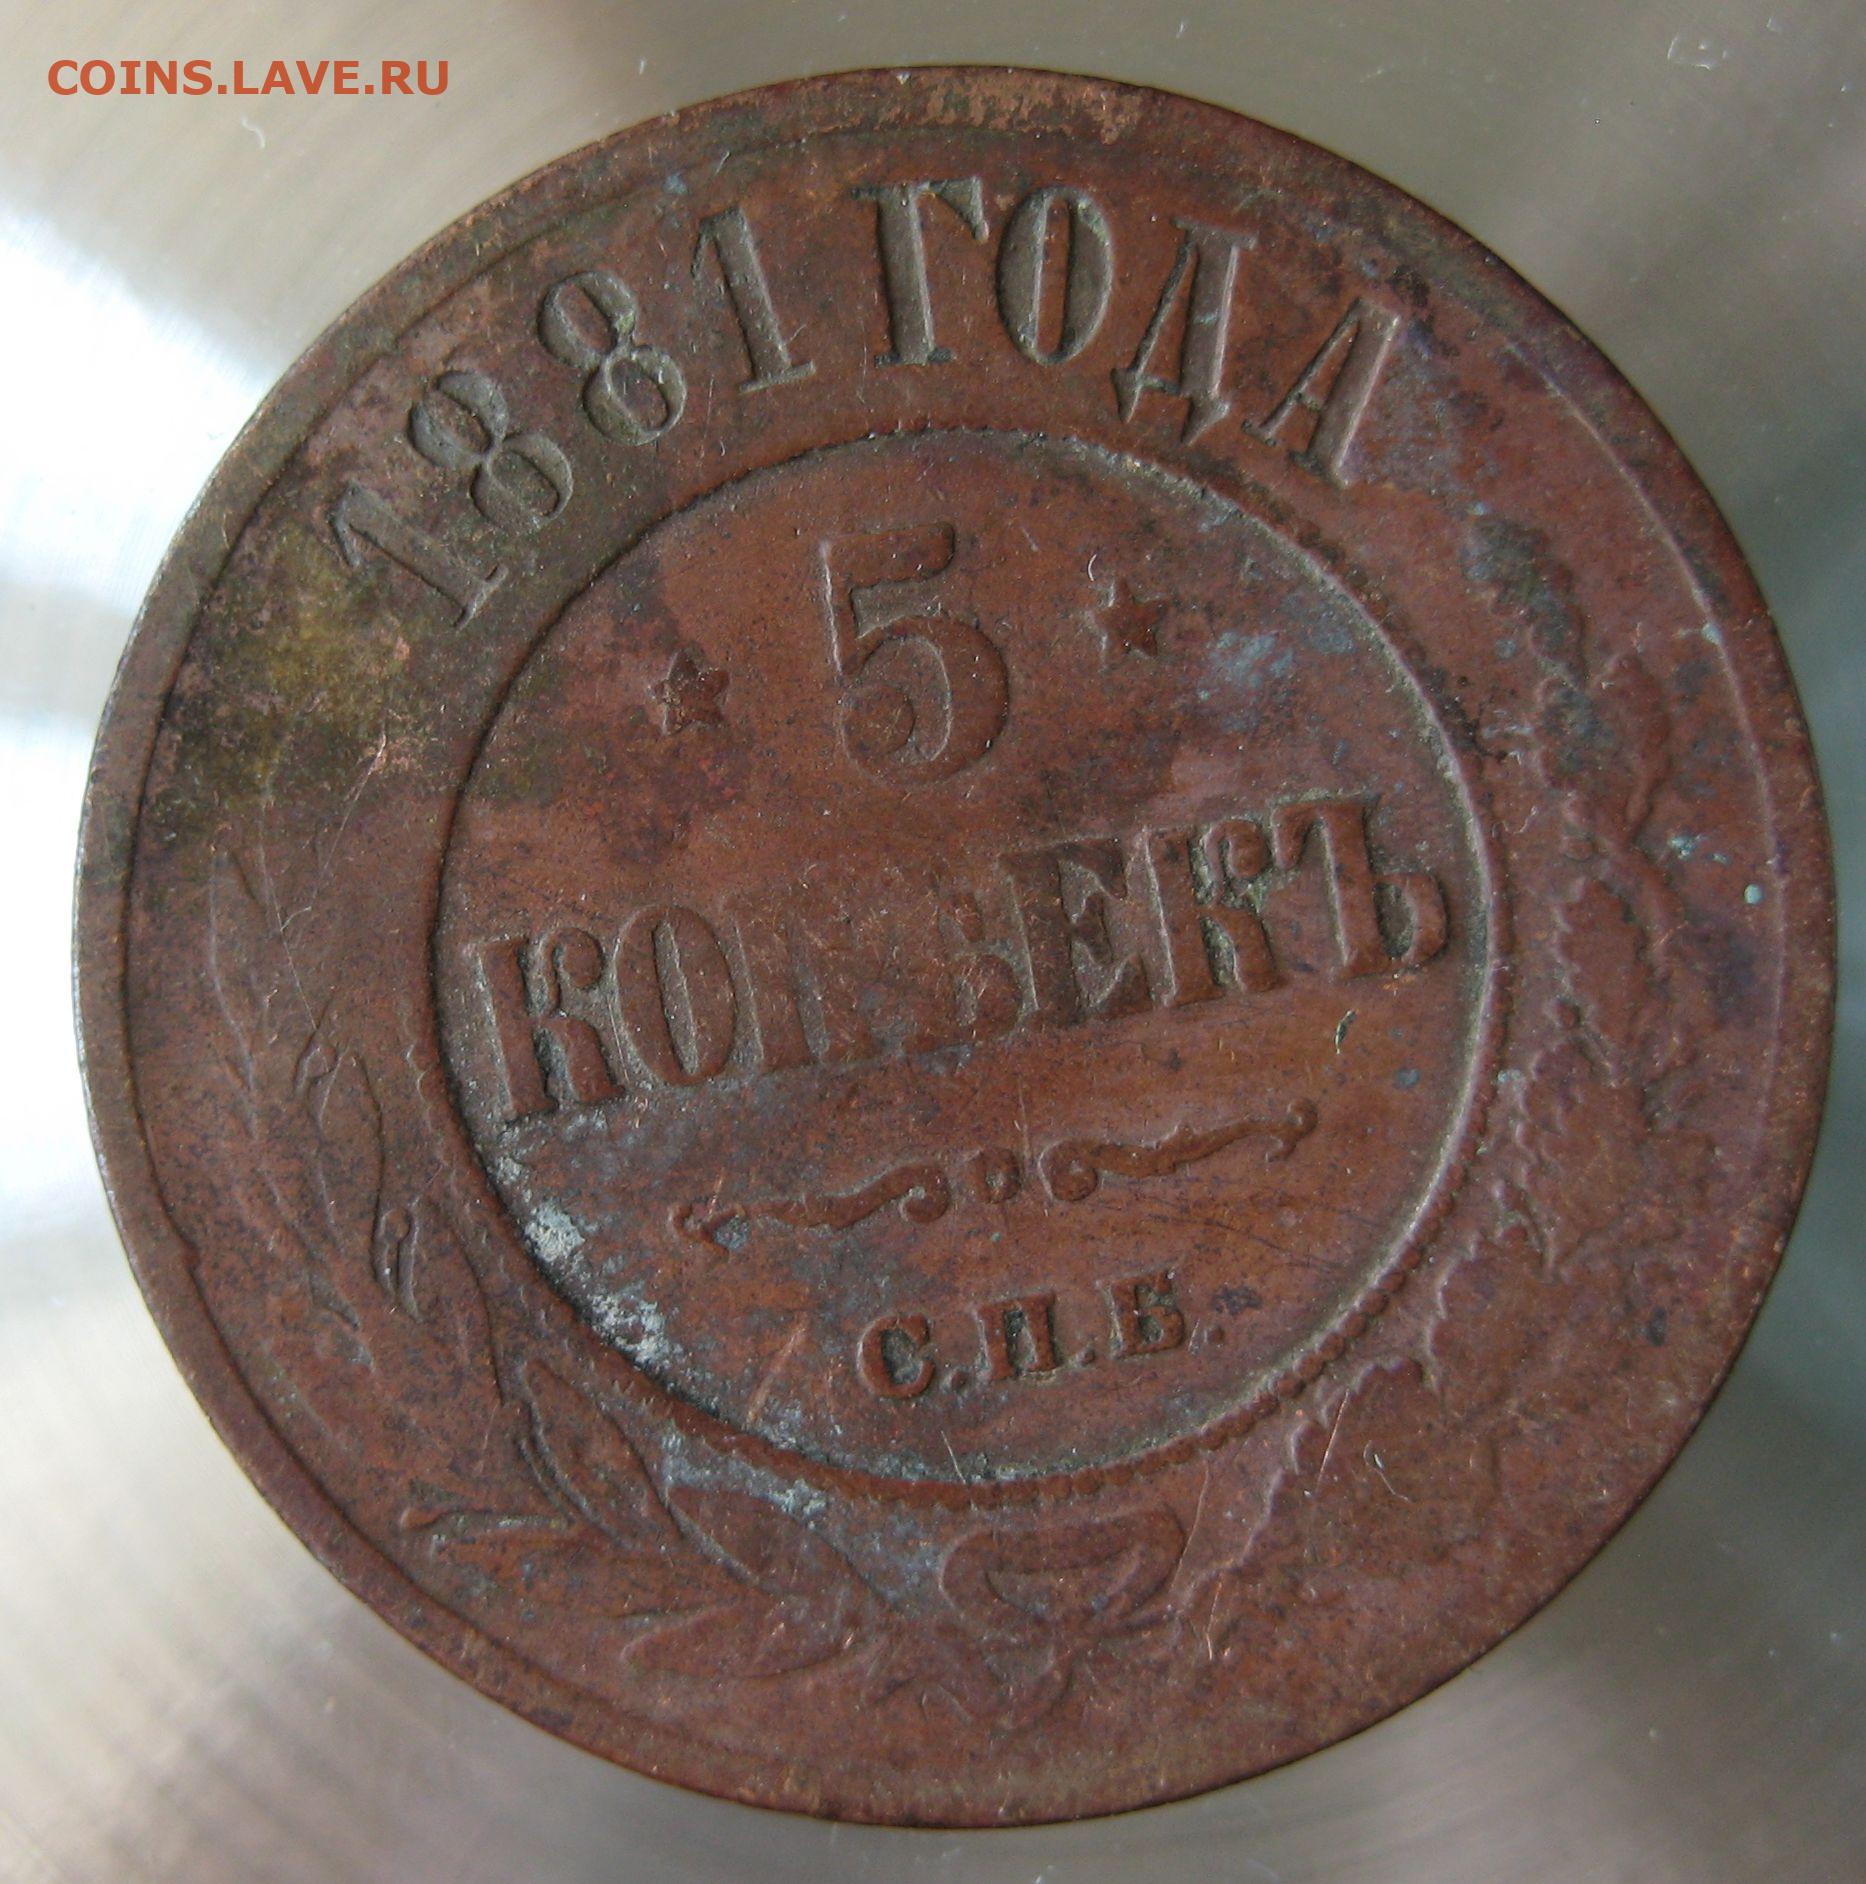 COINS.LAVE.RU
1881 ГОДА
5
КОПѢЕКЪ
С.П.Б.